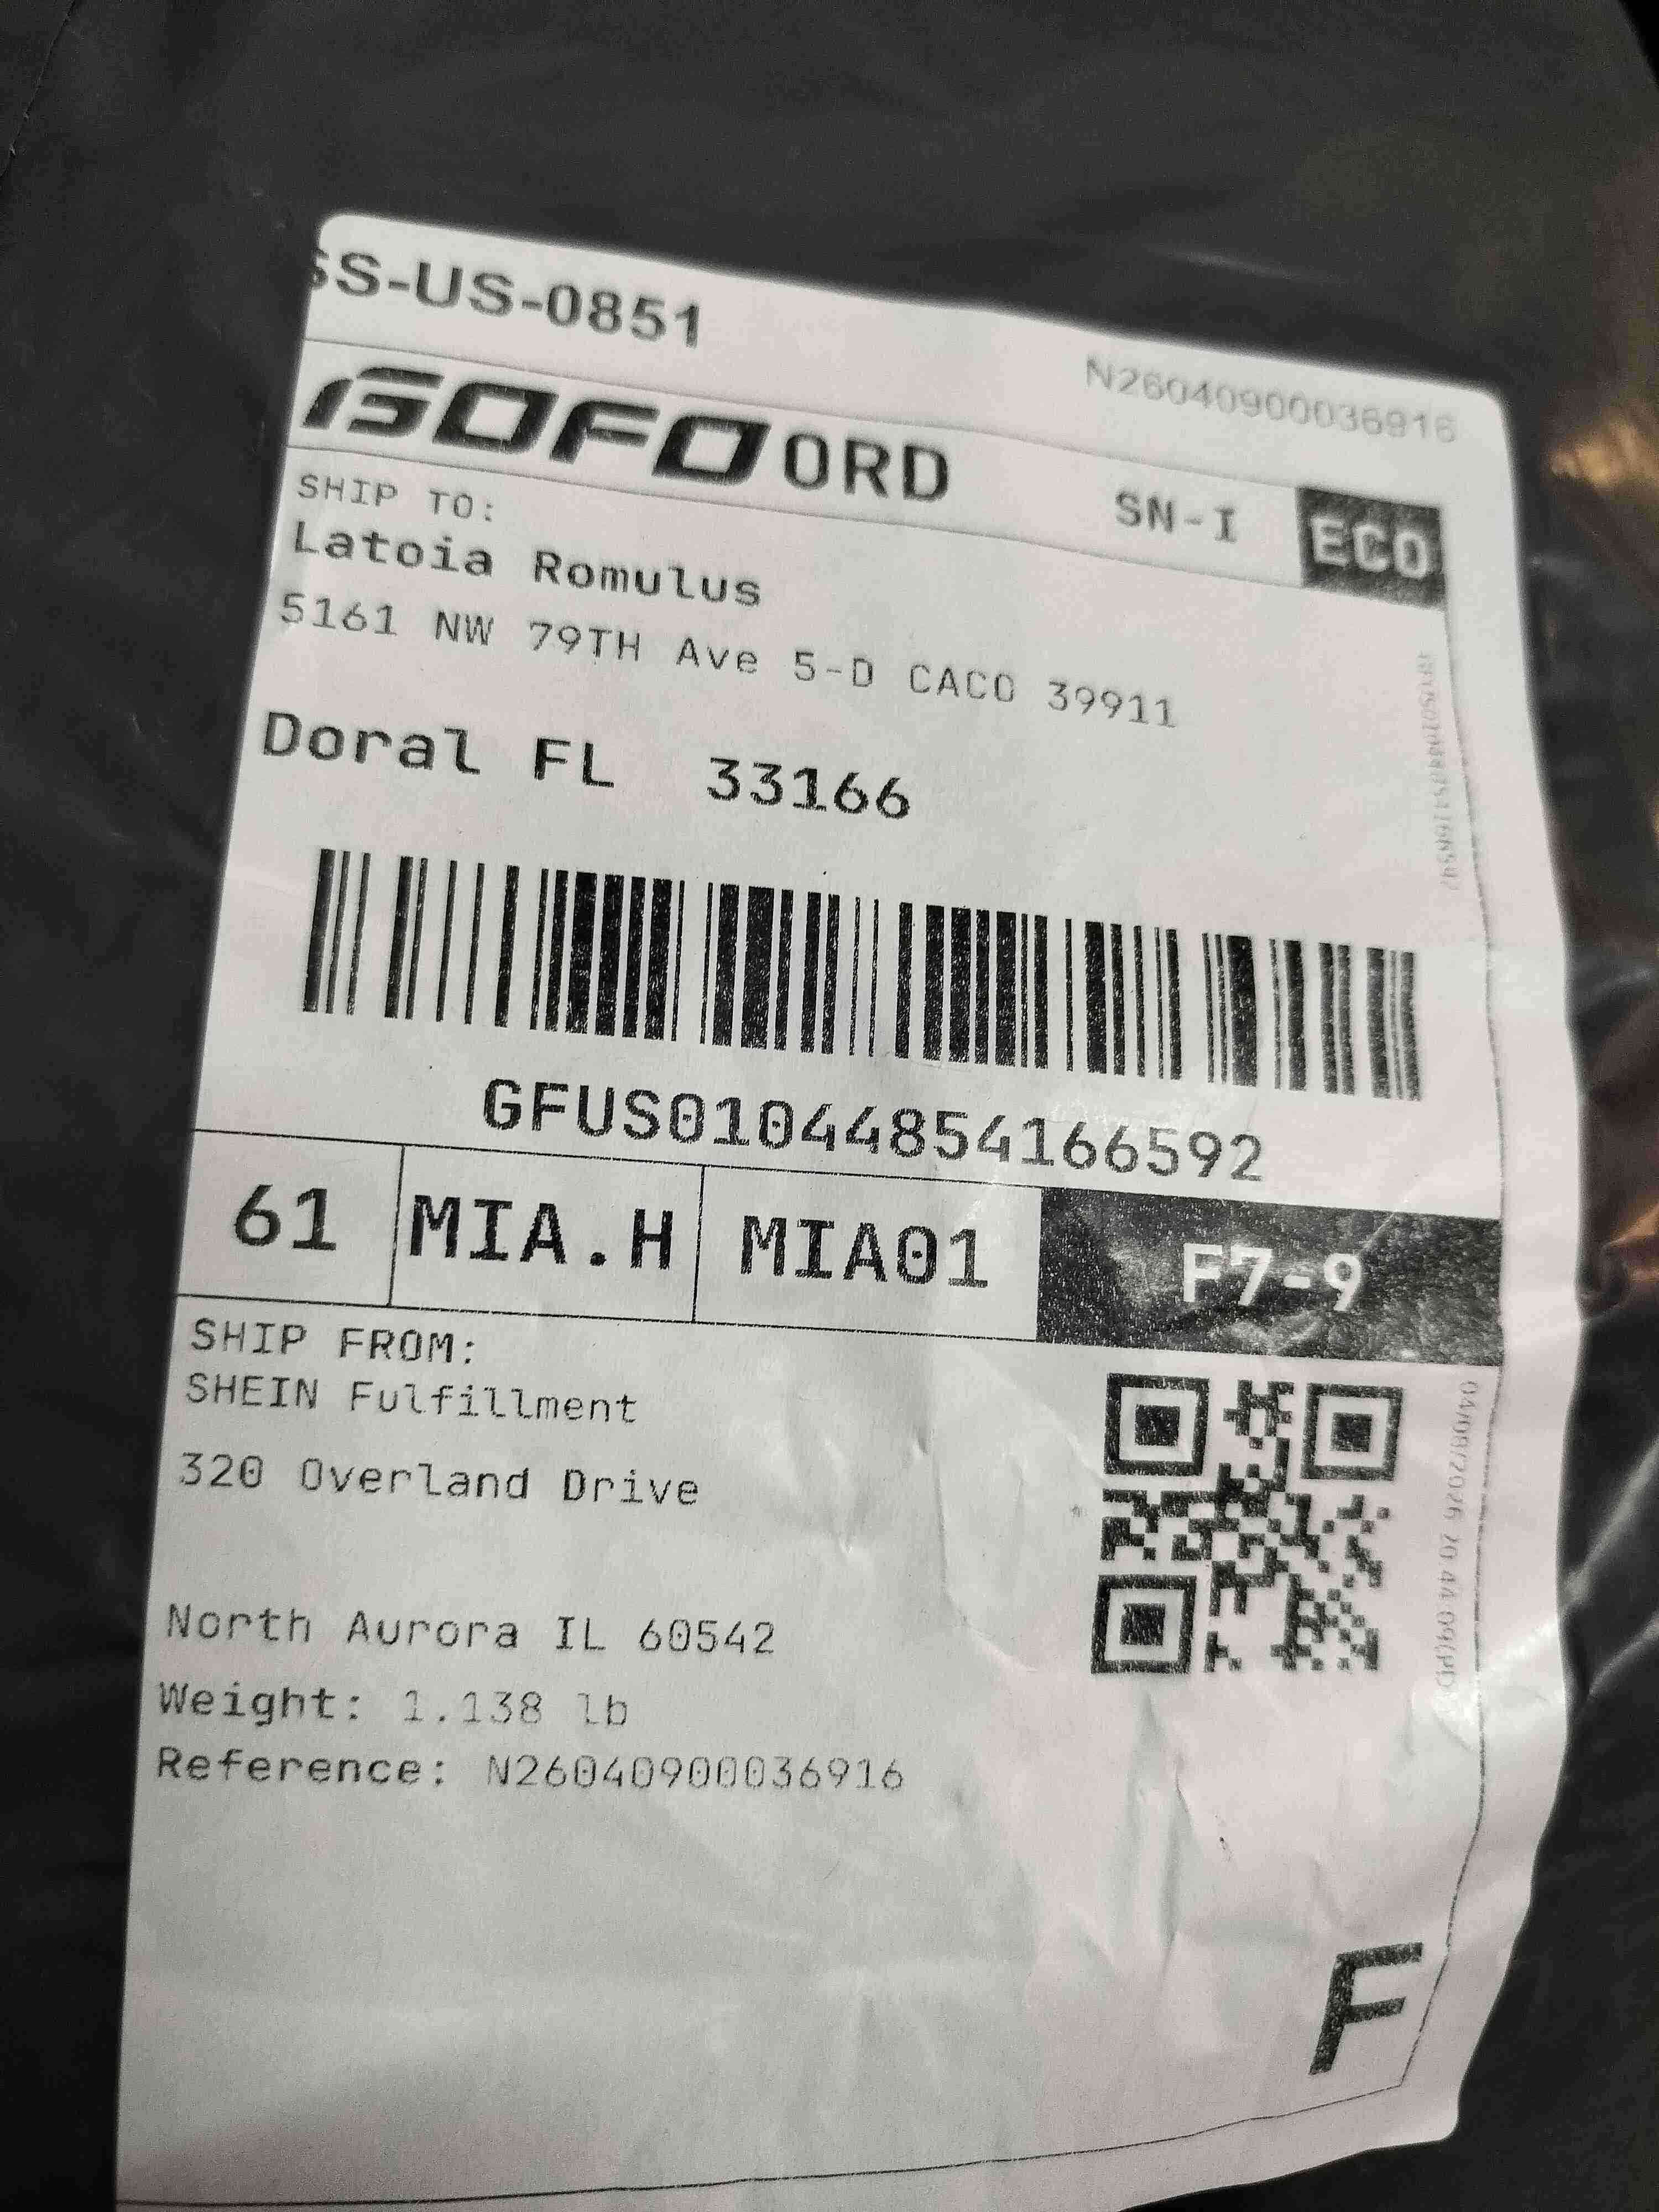 SS-US-0851
N26040900036916
GOFO ORD SN-I ECO
SHIP TO:
Latoia Romulus
5161 NW 79TH Ave 5-D CACO 39911
Doral FL 33166
GFUS01044854166592
61 MIA.H MIA01 F7-9
SHIP FROM:
SHEIN Fulfillment
320 Overland Drive
North Aurora IL 60542
Weight: 1.138 lb
Reference: N26040900036916
F